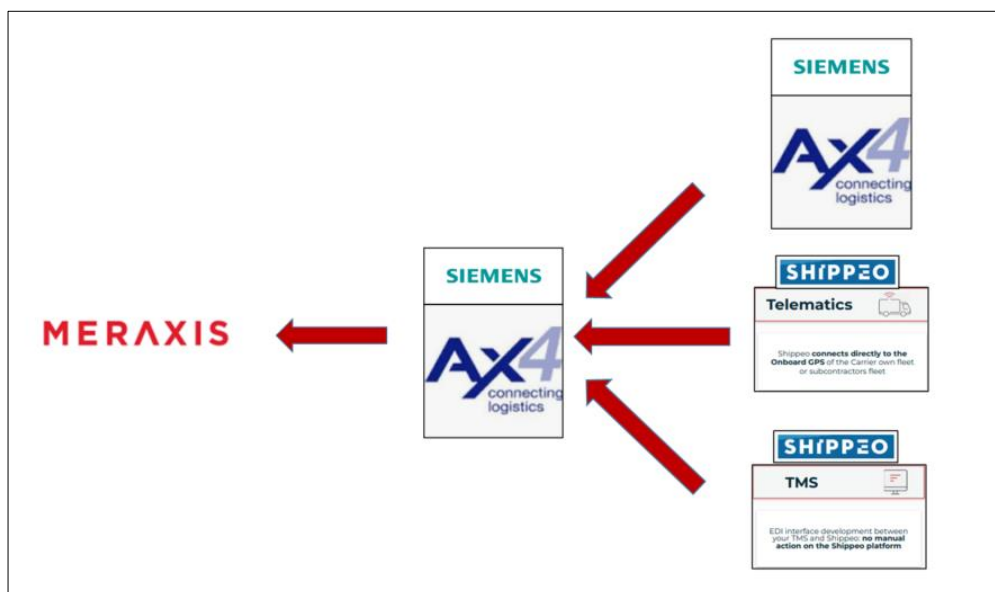 SIEMENS
Ax4
connecting
logistics
SHIPPEO
Telematics
Shippeo connects directly to the
Onboard GPS of the Carrier own fleet
or subcontractors fleet
SIEMENS
Ax4
connecting
logistics
MERAXIS
SHIPPEO
TMS
EDI interface development between
your TMS and Shippeo: no manual
action on the Shippeo platform